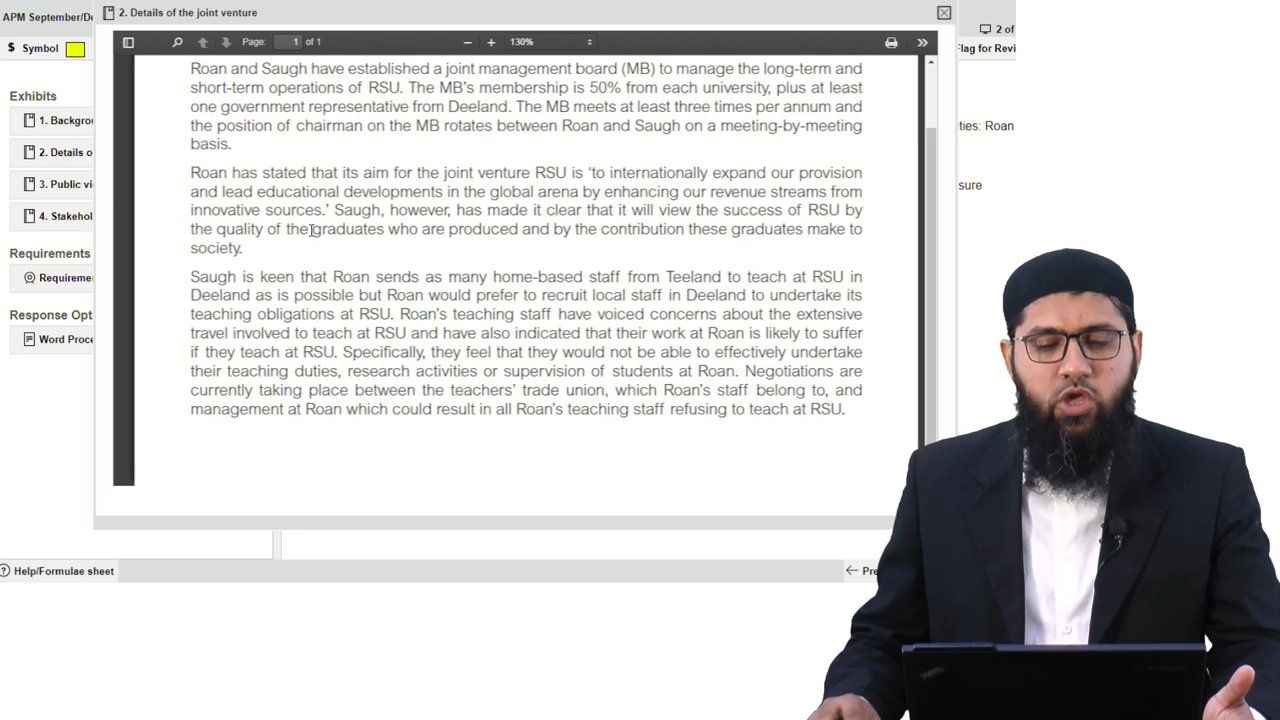 APM September/De
2. Details of the joint venture
2 of
$ Symbol
Page: 1 of 1
130%
Flag for Revi
Exhibits
1. Backgrou
2. Details o
3. Public vi
4. Stakehol
Requirements
Requiremen
Response Opt
Word Proce
Roan and Saugh have established a joint management board (MB) to manage the long-term and
short-term operations of RSU. The MB's membership is 50% from each university, plus at least
one government representative from Deeland. The MB meets at least three times per annum and
the position of chairman on the MB rotates between Roan and Saugh on a meeting-by-meeting
basis.
Roan has stated that its aim for the joint venture RSU is 'to internationally expand our provision
and lead educational developments in the global arena by enhancing our revenue streams from
innovative sources.' Saugh, however, has made it clear that it will view the success of RSU by
the quality of the graduates who are produced and by the contribution these graduates make to
society.
Saugh is keen that Roan sends as many home-based staff from Teeland to teach at RSU in
Deeland as is possible but Roan would prefer to recruit local staff in Deeland to undertake its
teaching obligations at RSU. Roan's teaching staff have voiced concerns about the extensive
travel involved to teach at RSU and have also indicated that their work at Roan is likely to suffer
if they teach at RSU. Specifically, they feel that they would not be able to effectively undertake
their teaching duties, research activities or supervision of students at Roan. Negotiations are
currently taking place between the teachers' trade union, which Roan's staff belong to, and
management at Roan which could result in all Roan's teaching staff refusing to teach at RSU.
ties: Roan
sure
Help/Formulae sheet
Pre